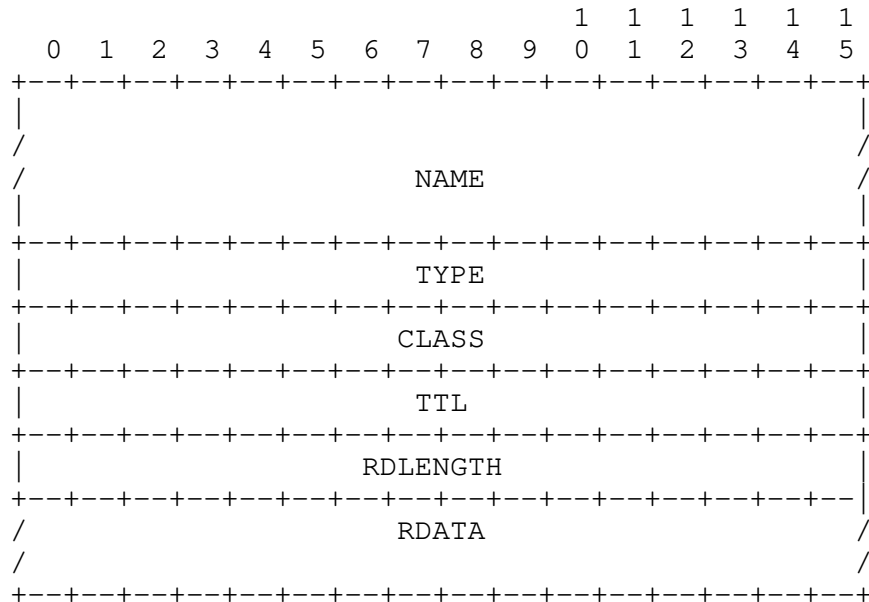 1  1  1  1  1  1
  0  1  2  3  4  5  6  7  8  9  0  1  2  3  4  5
+--+--+--+--+--+--+--+--+--+--+--+--+--+--+--+--+
|                                               |
/                                               /
/                      NAME                     /
|                                               |
+--+--+--+--+--+--+--+--+--+--+--+--+--+--+--+--+
|                      TYPE                     |
+--+--+--+--+--+--+--+--+--+--+--+--+--+--+--+--+
|                     CLASS                     |
+--+--+--+--+--+--+--+--+--+--+--+--+--+--+--+--+
|                      TTL                      |
+--+--+--+--+--+--+--+--+--+--+--+--+--+--+--+--+
|                   RDLENGTH                    |
+--+--+--+--+--+--+--+--+--+--+--+--+--+--+--+--|
/                     RDATA                     /
/                                               /
+--+--+--+--+--+--+--+--+--+--+--+--+--+--+--+--+